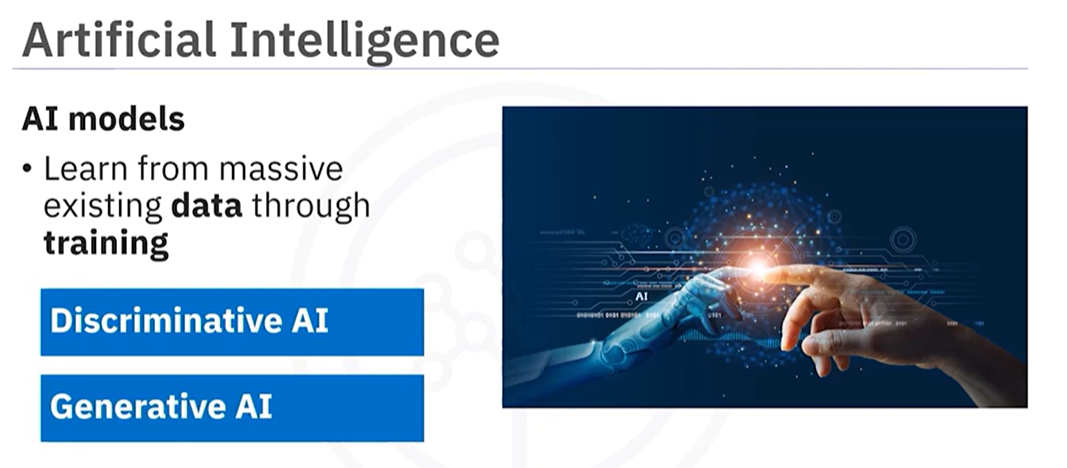 Artificial Intelligence
AI models
• Learn from massive
existing data through
training
Discriminative AI
Generative AI
AI